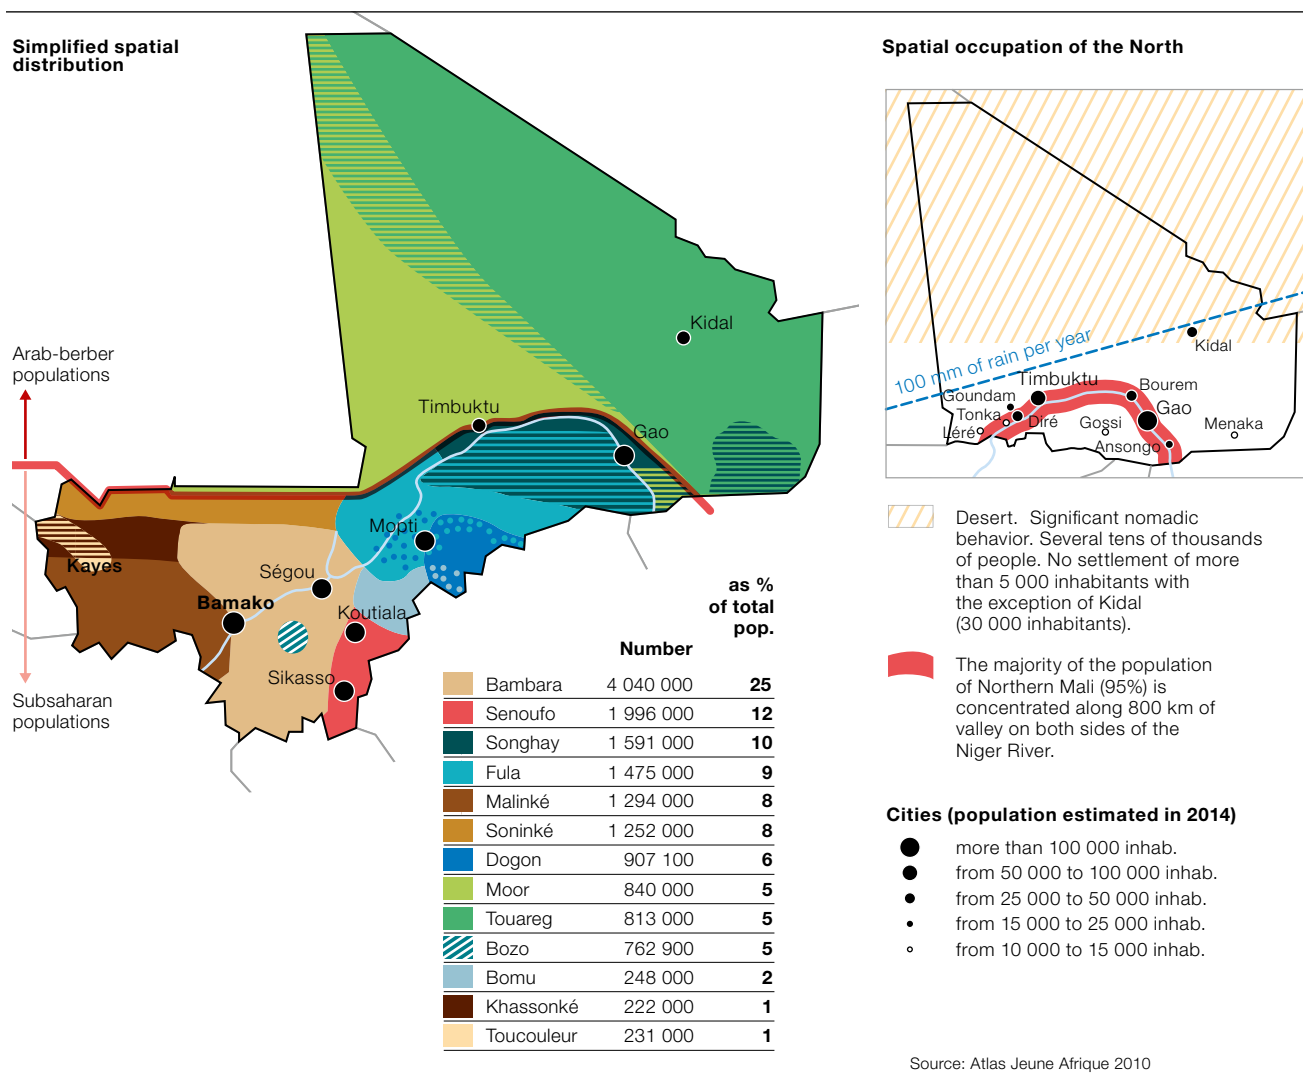 Simplified spatial
distribution
Arab-berber
populations
Subsaharan
populations
Kidal
Timbuktu
Gao
Mopti
Kayes
Ségou
Bamako
Koutiala
Sikasso
as %
of total
pop.
Number
Bambara 4 040 000 25
Senoufo 1 996 000 12
Songhay 1 591 000 10
Fula 1 475 000 9
Malinké 1 294 000 8
Soninké 1 252 000 8
Dogon 907 100 6
Moor 840 000 5
Touareg 813 000 5
Bozo 762 900 5
Bomu 248 000 2
Khassonké 222 000 1
Toucouleur 231 000 1
Spatial occupation of the North
100 mm of rain per year
Kidal
Timbuktu
Bourem
Goundam
Gao
Tonka
Diré
Gossi
Menaka
Léré
Ansongo
Desert. Significant nomadic
behavior. Several tens of thousands
of people. No settlement of more
than 5 000 inhabitants with
the exception of Kidal
(30 000 inhabitants).
The majority of the population
of Northern Mali (95%) is
concentrated along 800 km of
valley on both sides of the
Niger River.
Cities (population estimated in 2014)
more than 100 000 inhab.
from 50 000 to 100 000 inhab.
from 25 000 to 50 000 inhab.
from 15 000 to 25 000 inhab.
from 10 000 to 15 000 inhab.
Source: Atlas Jeune Afrique 2010